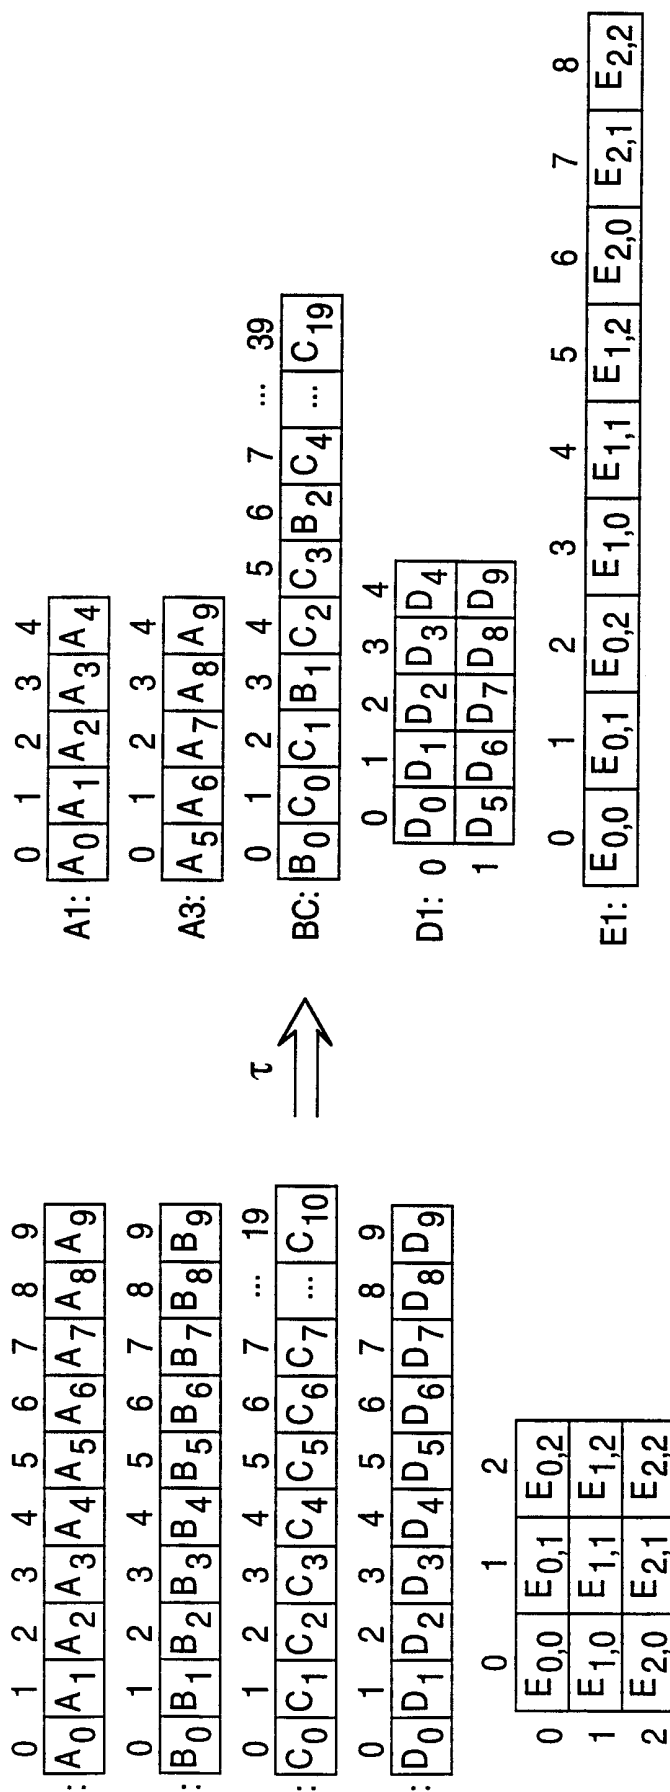 0 1 2 3 4 5 6 7 8 9
: A0 A1 A2 A3 A4 A5 A6 A7 A8 A9
0 1 2 3 4 5 6 7 8 9
: B0 B1 B2 B3 B4 B5 B6 B7 B8 B9
0 1 2 3 4 5 6 7 ... 19
: C0 C1 C2 C3 C4 C5 C6 C7 ... C10
0 1 2 3 4 5 6 7 8 9
: D0 D1 D2 D3 D4 D5 D6 D7 D8 D9
0 1 2
0 E0,0 E0,1 E0,2
1 E1,0 E1,1 E1,2
2 E2,0 E2,1 E2,2
τ
0 1 2 3 4
A1: A0 A1 A2 A3 A4
0 1 2 3 4
A3: A5 A6 A7 A8 A9
0 1 2 3 4 5 6 7 ... 39
BC: B0 C0 C1 B1 C2 C3 B2 C4 ... C19
0 1 2 3 4
D1: 0 D0 D1 D2 D3 D4
1 D5 D6 D7 D8 D9
0 1 2 3 4 5 6 7 8
E1: E0,0 E0,1 E0,2 E1,0 E1,1 E1,2 E2,0 E2,1 E2,2